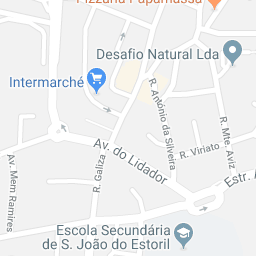 Pizzaria Papamassa
Desafio Natural Lda
Intermarché
R. António da Silveira
R. Mte. Aviz
R. Viriato
Av. do Lidador
Estr.
Av. Mem Ramires
R. Galiza
Escola Secundária
de S. João do Estoril